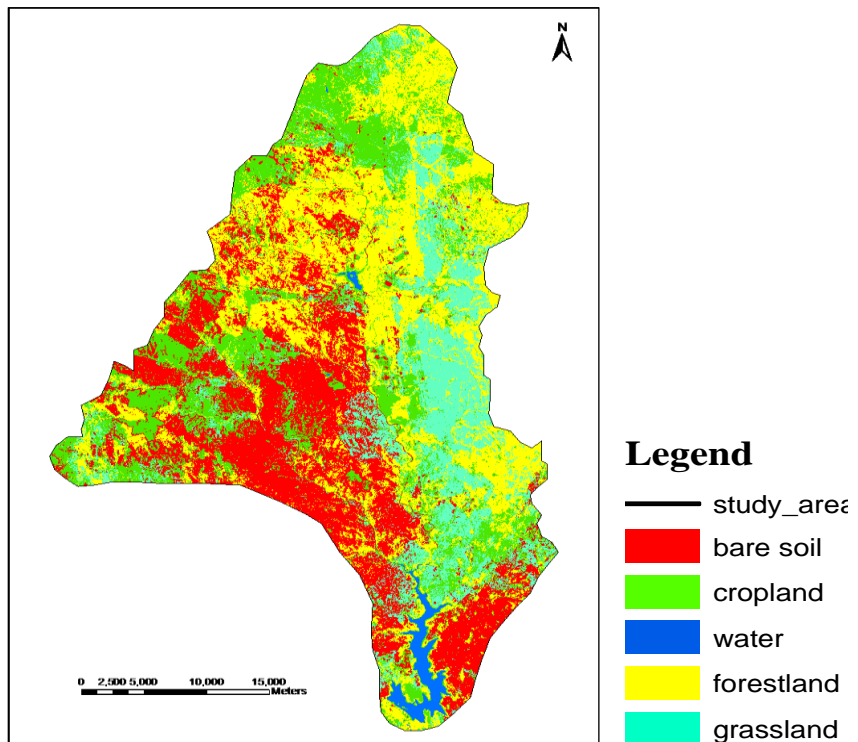 N
0 2,500 5,000 10,000 15,000
Meters
Legend
study_area
bare soil
cropland
water
forestland
grassland